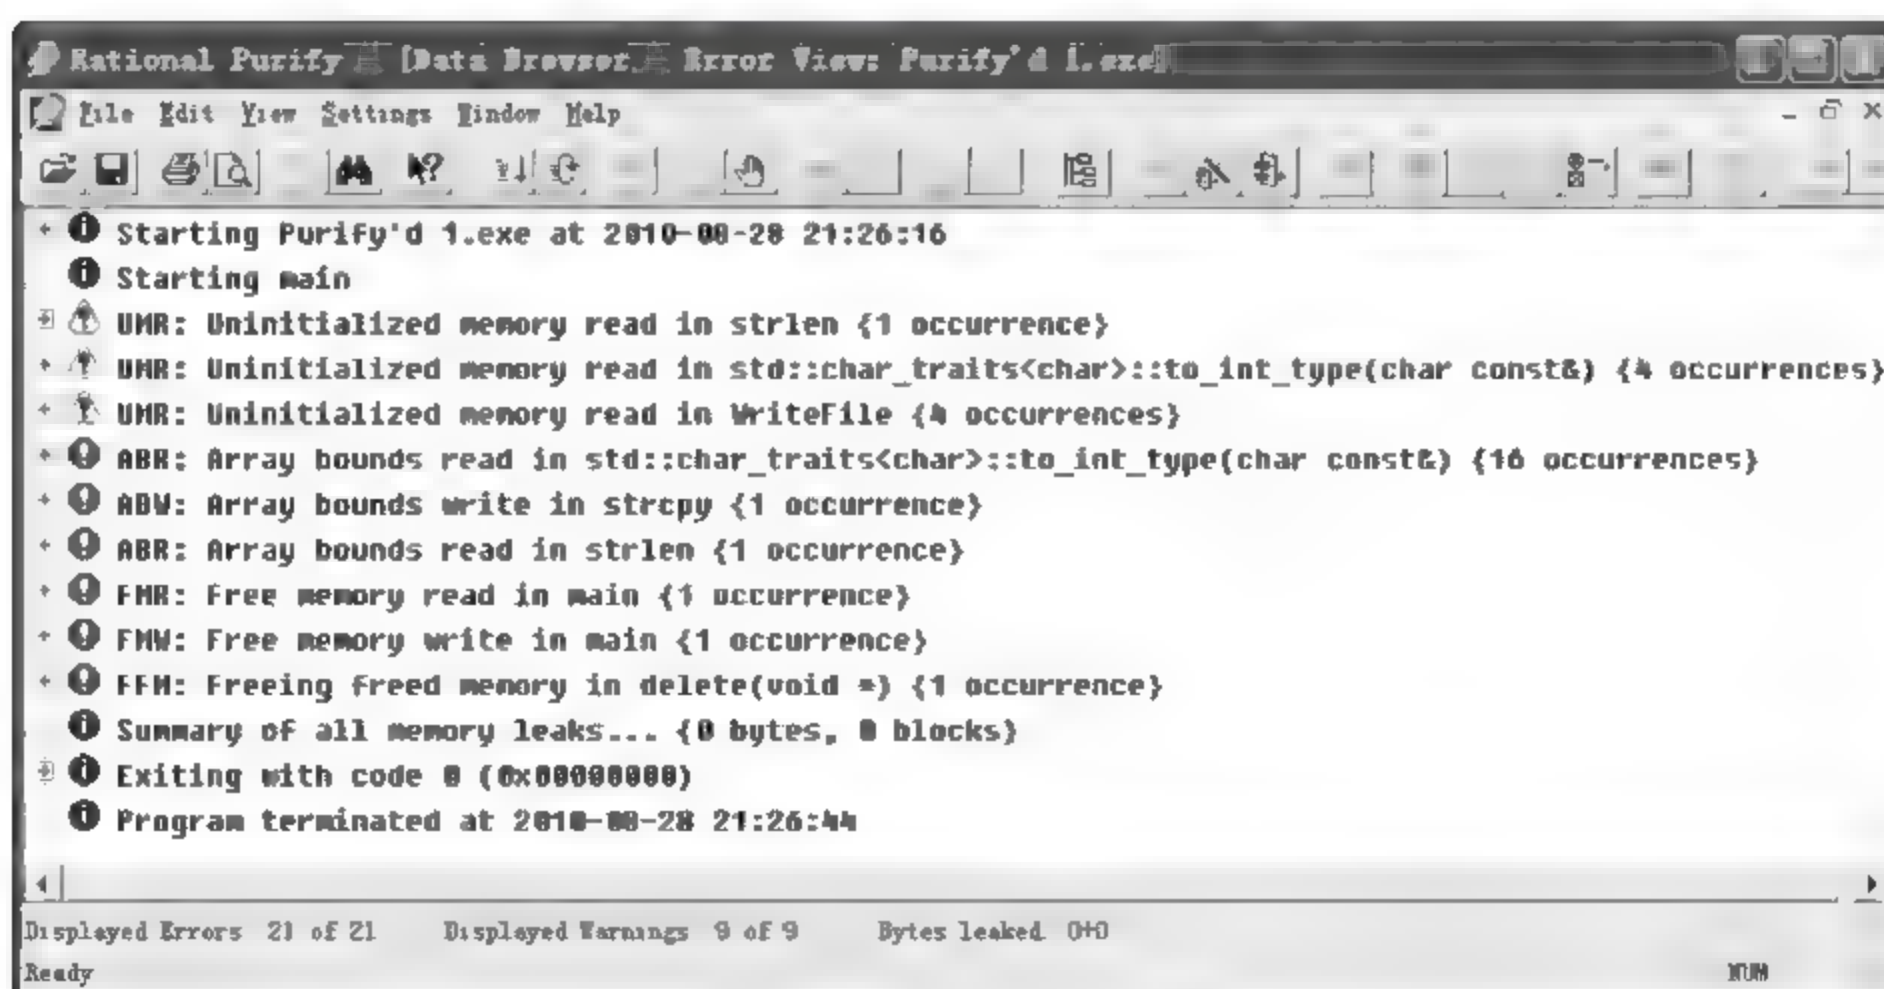 Rational Purify - [Data Browser - Error View: Purify'd 1.exe]
File Edit View Settings Window Help
Starting Purify'd 1.exe at 2010-08-28 21:26:16
Starting main
UMR: Uninitialized memory read in strlen {1 occurrence}
UMR: Uninitialized memory read in std::char_traits<char>::to_int_type(char const&) {4 occurrences}
UMR: Uninitialized memory read in WriteFile {4 occurrences}
ABR: Array bounds read in std::char_traits<char>::to_int_type(char const&) {16 occurrences}
ABW: Array bounds write in strcpy {1 occurrence}
ABR: Array bounds read in strlen {1 occurrence}
FMR: Free memory read in main {1 occurrence}
FMW: Free memory write in main {1 occurrence}
FFM: Freeing freed memory in delete(void *) {1 occurrence}
Summary of all memory leaks... {0 bytes, 0 blocks}
Exiting with code 0 (0x00000000)
Program terminated at 2010-08-28 21:26:44
Displayed Errors 21 of 21 Displayed Warnings 9 of 9 Bytes leaked 0+0
Ready NUM